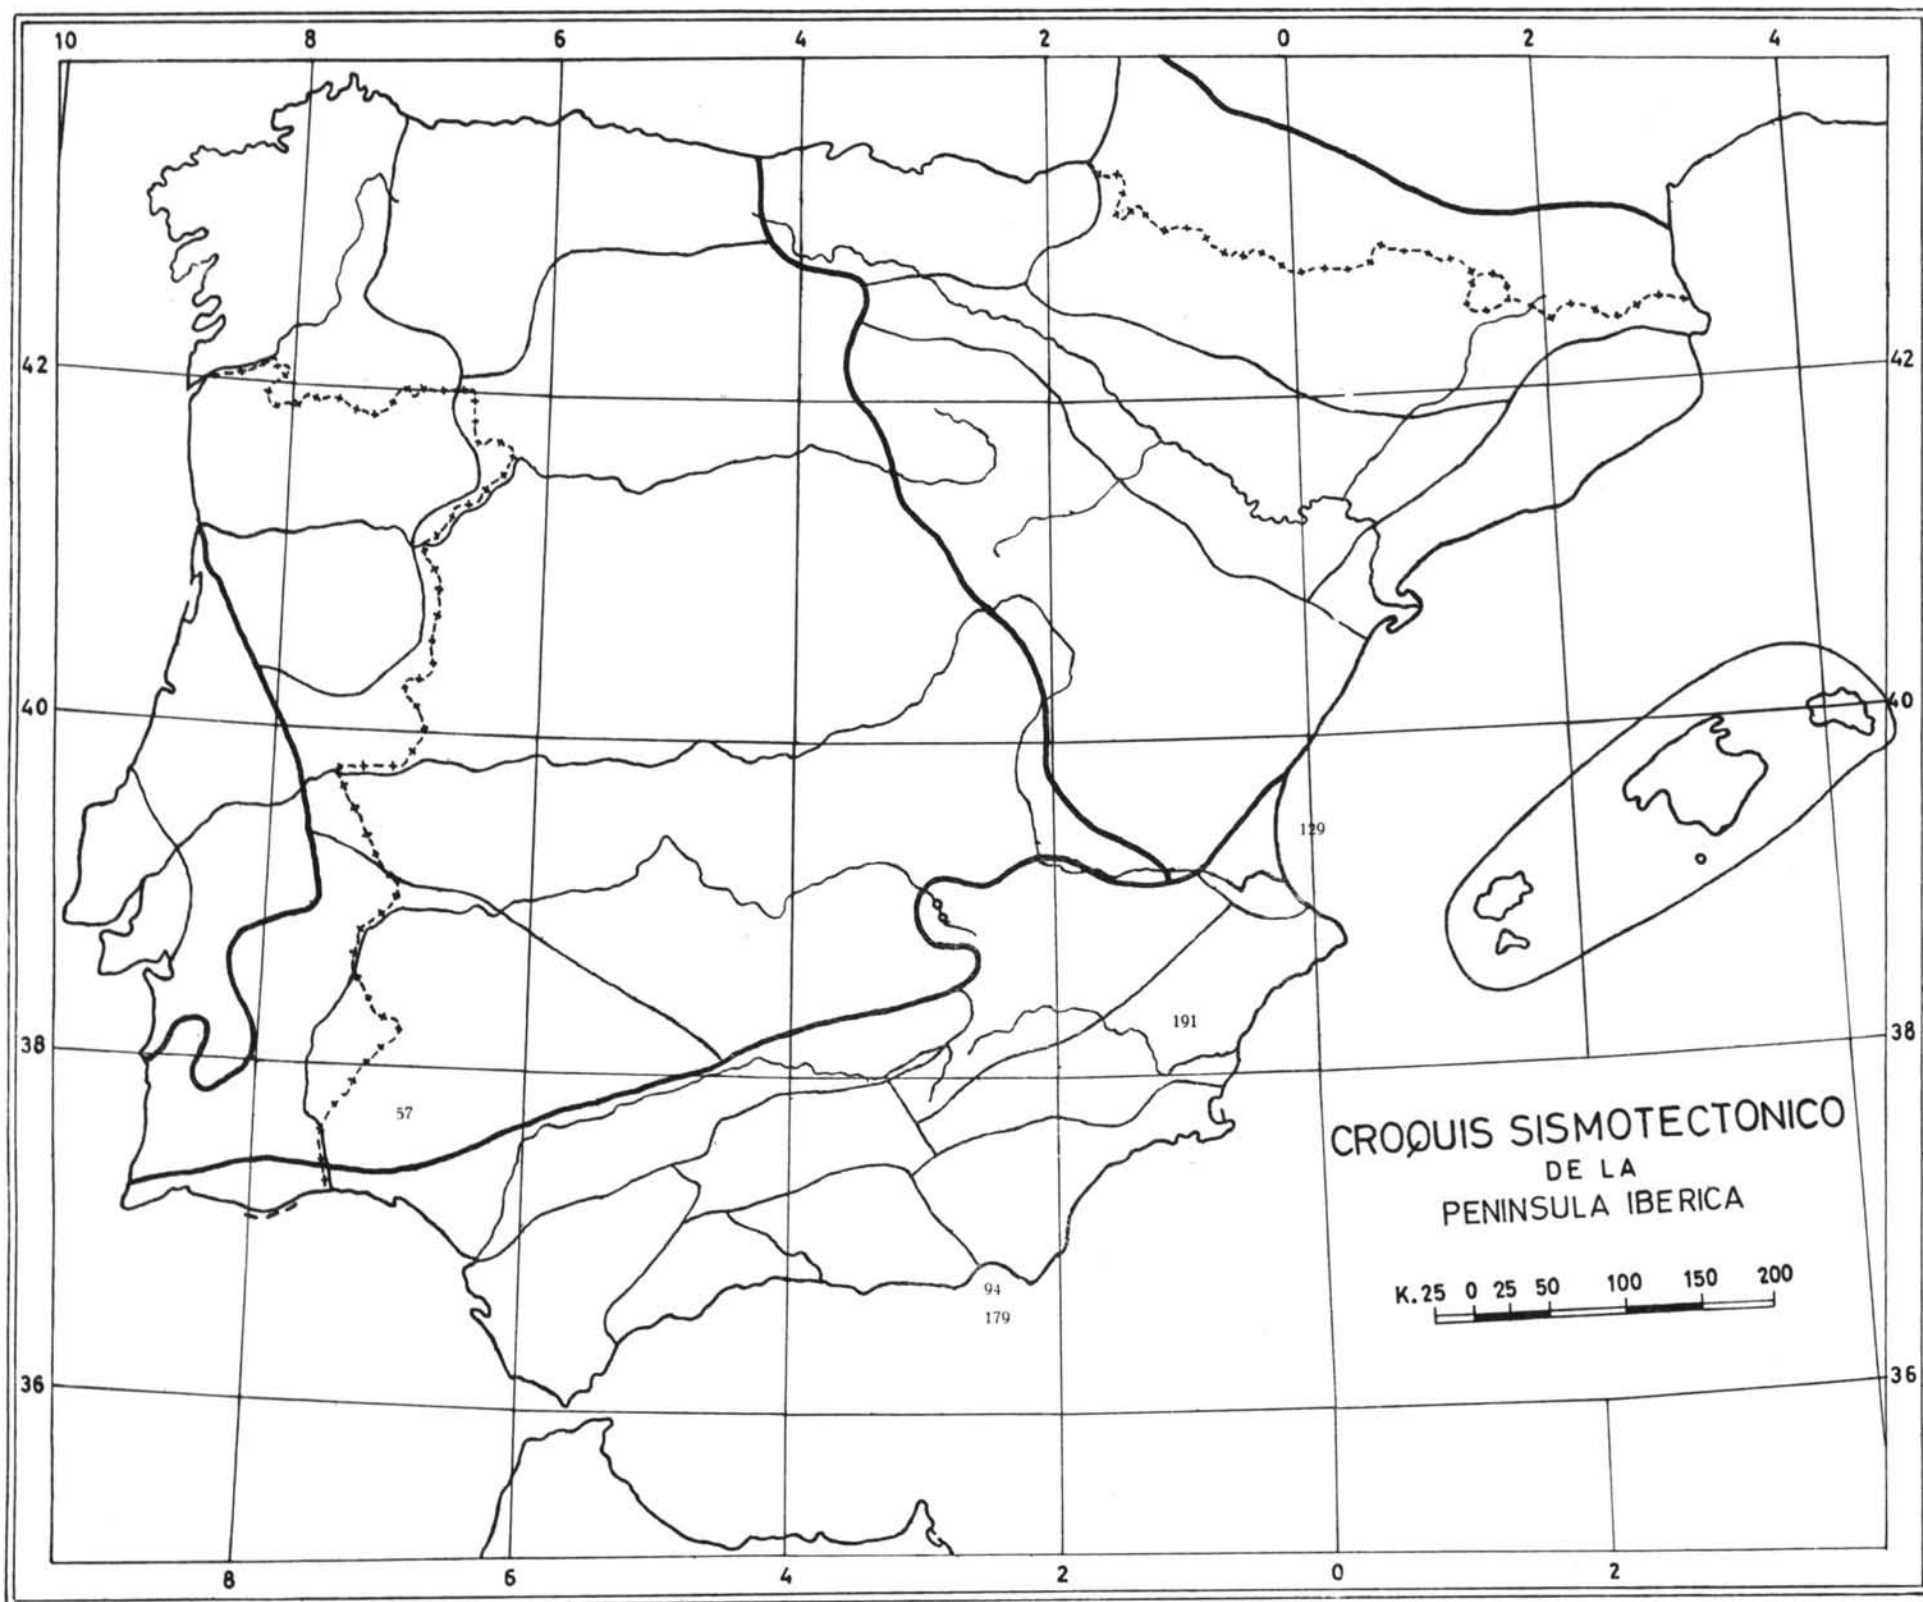 10 8 6 4 2 0 2 4
42 42
40 40
129
191
38 38
57
CROQUIS SISMOTECTONICO
DE LA
PENINSULA IBERICA
K. 25 0 25 50 100 150 200
94
179
36 36
8 6 4 2 0 2